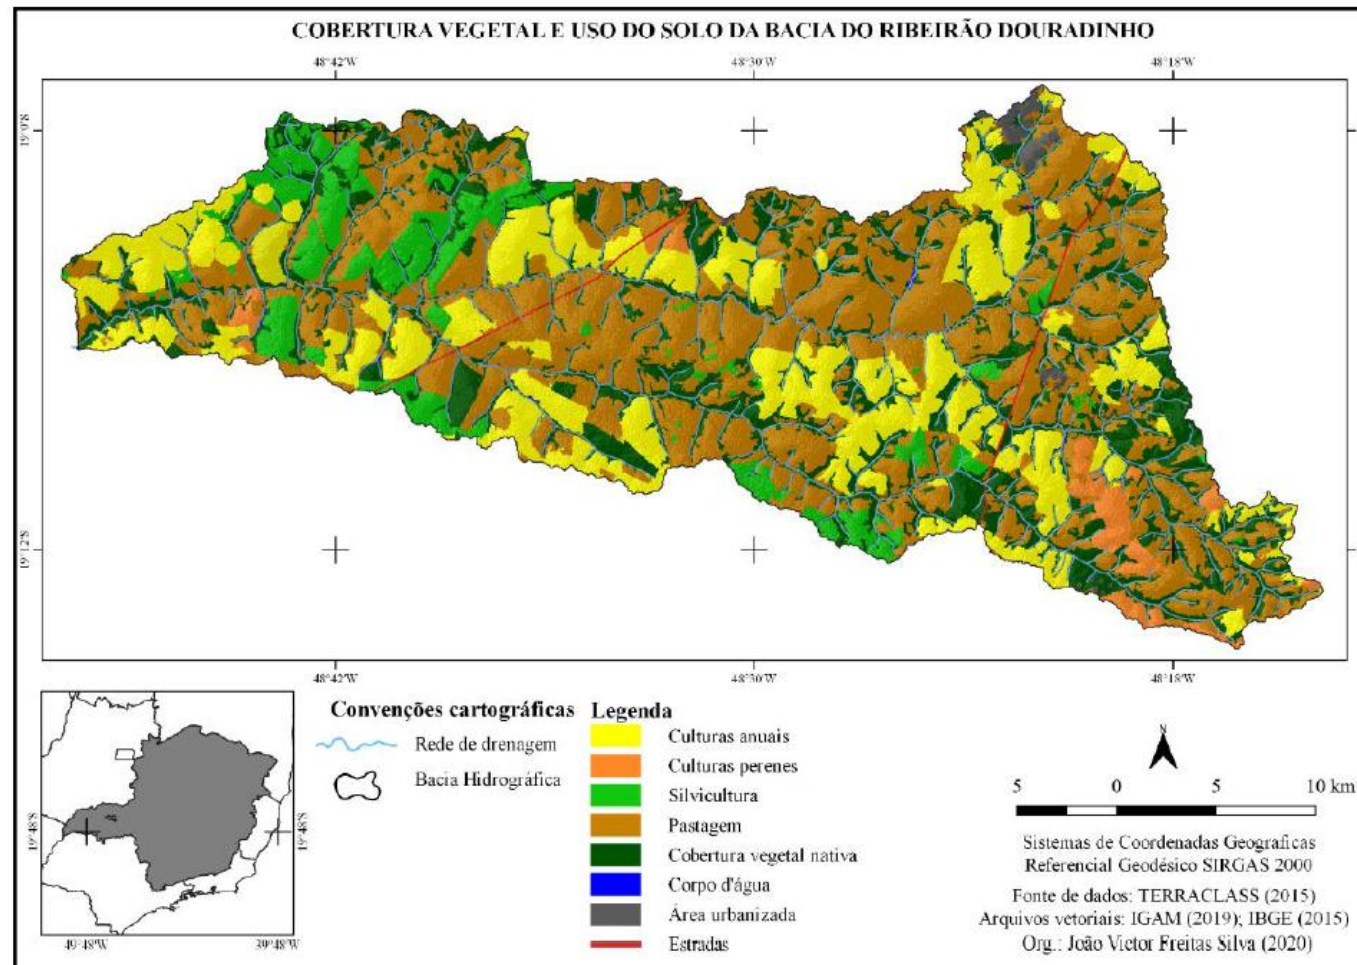 COBERTURA VEGETAL E USO DO SOLO DA BACIA DO RIBEIRÃO DOURADINHO
48°42'W 48°30'W 48°18'W
19°0'S
19°12'S
48°42'W 48°30'W 48°18'W
19°48'S 19°48'S
49°48'W 39°48'W
Convenções cartográficas
Rede de drenagem
Bacia Hidrográfica
Legenda
Culturas anuais
Culturas perenes
Silvicultura
Pastagem
Cobertura vegetal nativa
Corpo d'água
Área urbanizada
Estradas
N
5 0 5 10 km
Sistemas de Coordenadas Geograficas
Referencial Geodésico SIRGAS 2000
Fonte de dados: TERRACLASS (2015)
Arquivos vetoriais: IGAM (2019); IBGE (2015)
Org.: João Victor Freitas Silva (2020)